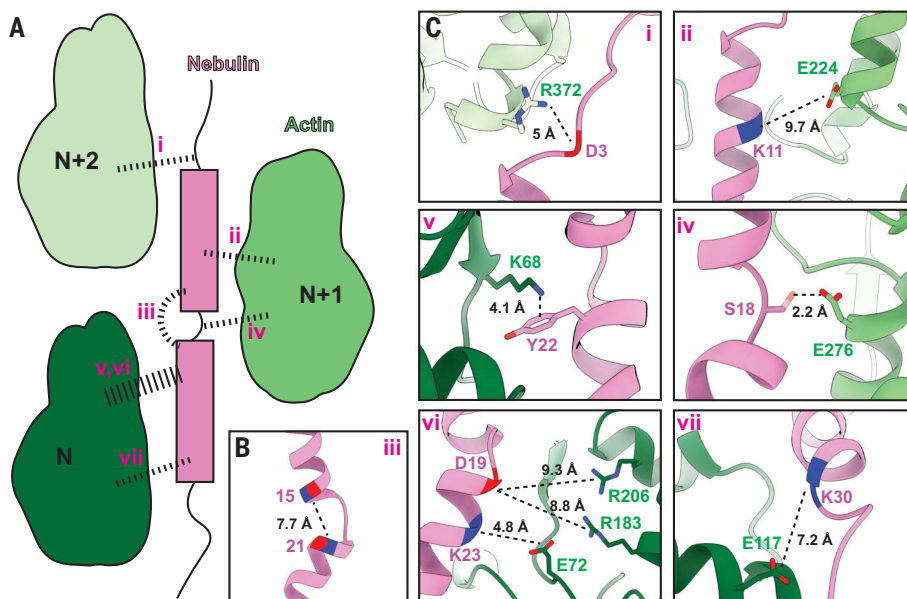 A
Nebulin
Actin
N+2
N+1
N
i
ii
iii
iv
v,vi
vii
B
iii
15
7.7 Å
21
C
i
R372
5 Å
D3
ii
E224
9.7 Å
K11
v
K68
4.1 Å
Y22
iv
S18
2.2 Å
E276
vi
D19
9.3 Å
R206
8.8 Å
R183
4.8 Å
K23
E72
vii
K30
E117
7.2 Å